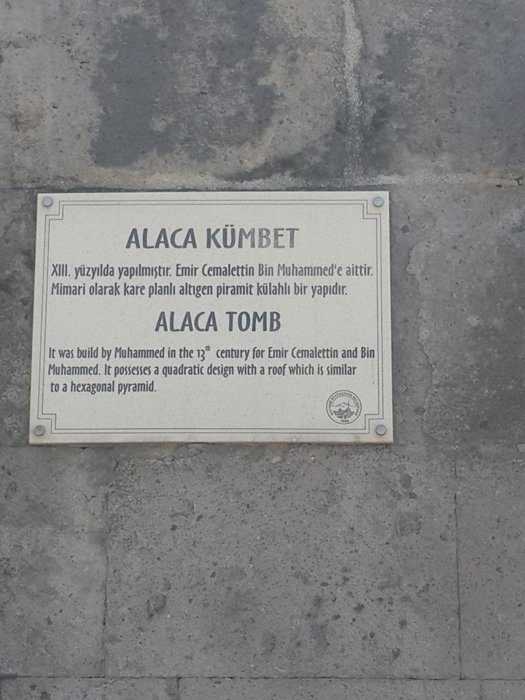 ALACA KÜMBET
XIII. yüzyılda yapılmıştır. Emir Cemalettin Bin Muhammed'e aittir.
Mimari olarak kare planlı altıgen piramit külahlı bir yapıdır.
ALACA TOMB
It was build by Muhammed in the 13th century for Emir Cemalettin and Bin
Muhammed. It possesses a quadratic design with a roof which is similar
to a hexagonal pyramid.